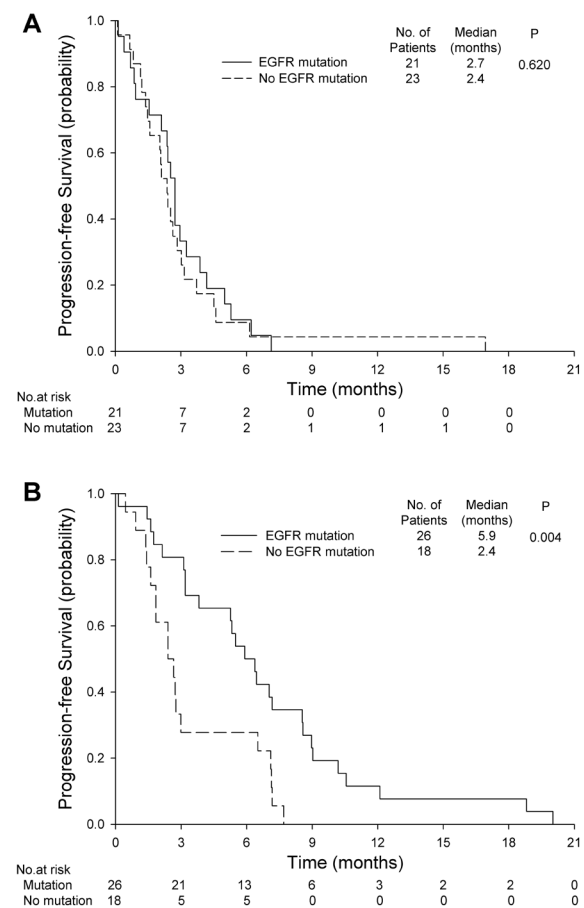 A
No. of Patients Median (months) P
EGFR mutation 21 2.7 0.620
No EGFR mutation 23 2.4
Progression-free Survival (probability)
1.0
0.8
0.6
0.4
0.2
0.0
0 3 6 9 12 15 18 21
Time (months)
No.at risk
Mutation 21 7 2 0 0 0 0
No mutation 23 7 2 1 1 1 0
B
No. of Patients Median (months) P
EGFR mutation 26 5.9 0.004
No EGFR mutation 18 2.4
Progression-free Survival (probability)
1.0
0.8
0.6
0.4
0.2
0.0
0 3 6 9 12 15 18 21
Time (months)
No.at risk
Mutation 26 21 13 6 3 2 2 0
No mutation 18 5 5 0 0 0 0 0